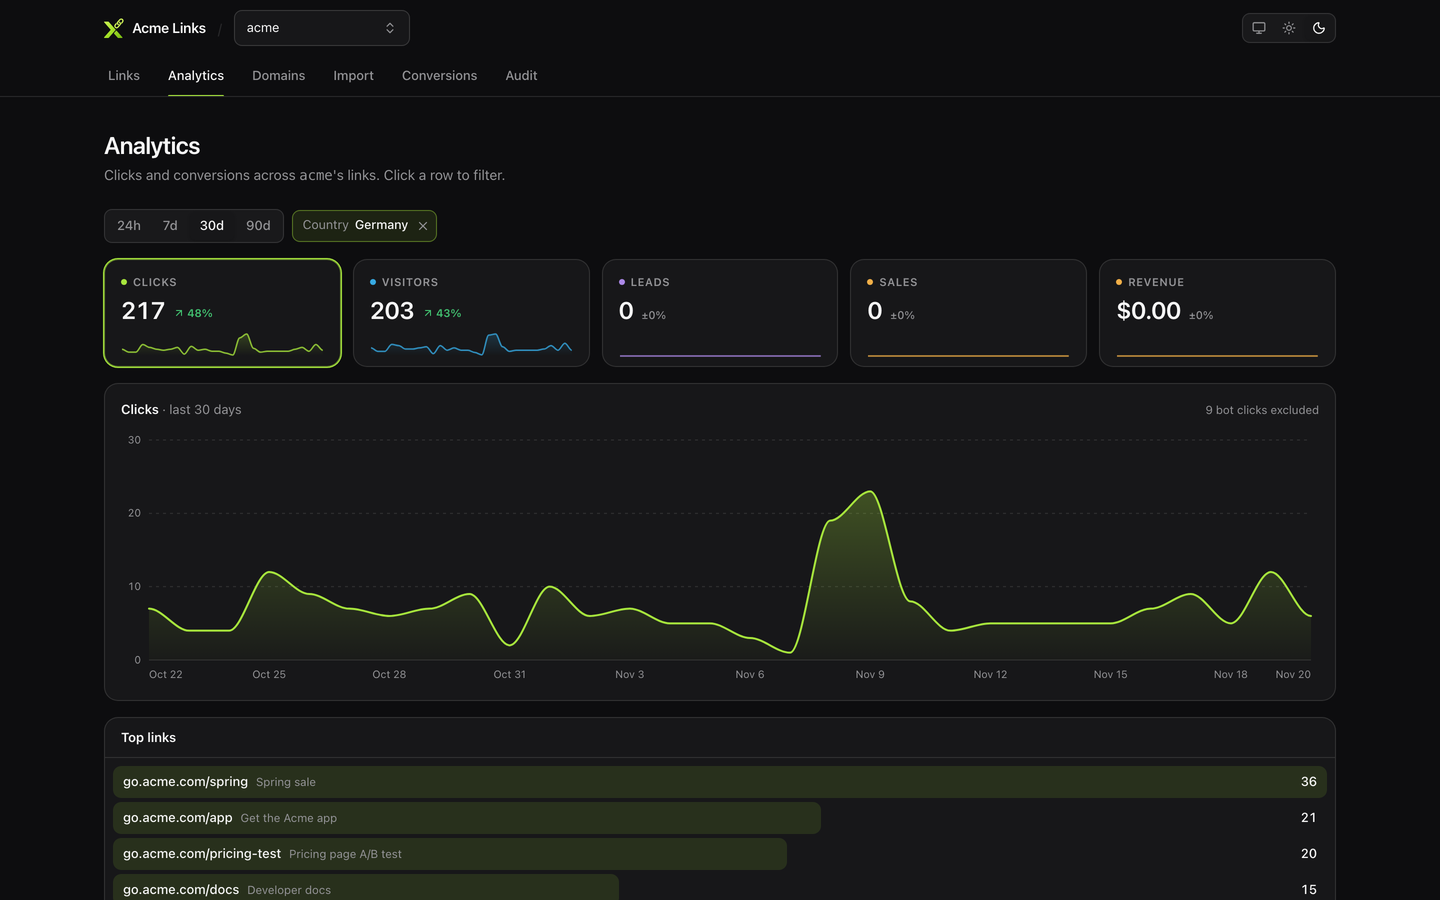 Acme Links / acme
Links Analytics Domains Import Conversions Audit
Analytics
Clicks and conversions across acme's links. Click a row to filter.
24h 7d 30d 90d Country Germany
CLICKS
217 48%
VISITORS
203 43%
LEADS
0 ±0%
SALES
0 ±0%
REVENUE
$0.00 ±0%
Clicks · last 30 days
9 bot clicks excluded
30
20
10
0
Oct 22 Oct 25 Oct 28 Oct 31 Nov 3 Nov 6 Nov 9 Nov 12 Nov 15 Nov 18 Nov 20
Top links
go.acme.com/spring Spring sale 36
go.acme.com/app Get the Acme app 21
go.acme.com/pricing-test Pricing page A/B test 20
go.acme.com/docs Developer docs 15